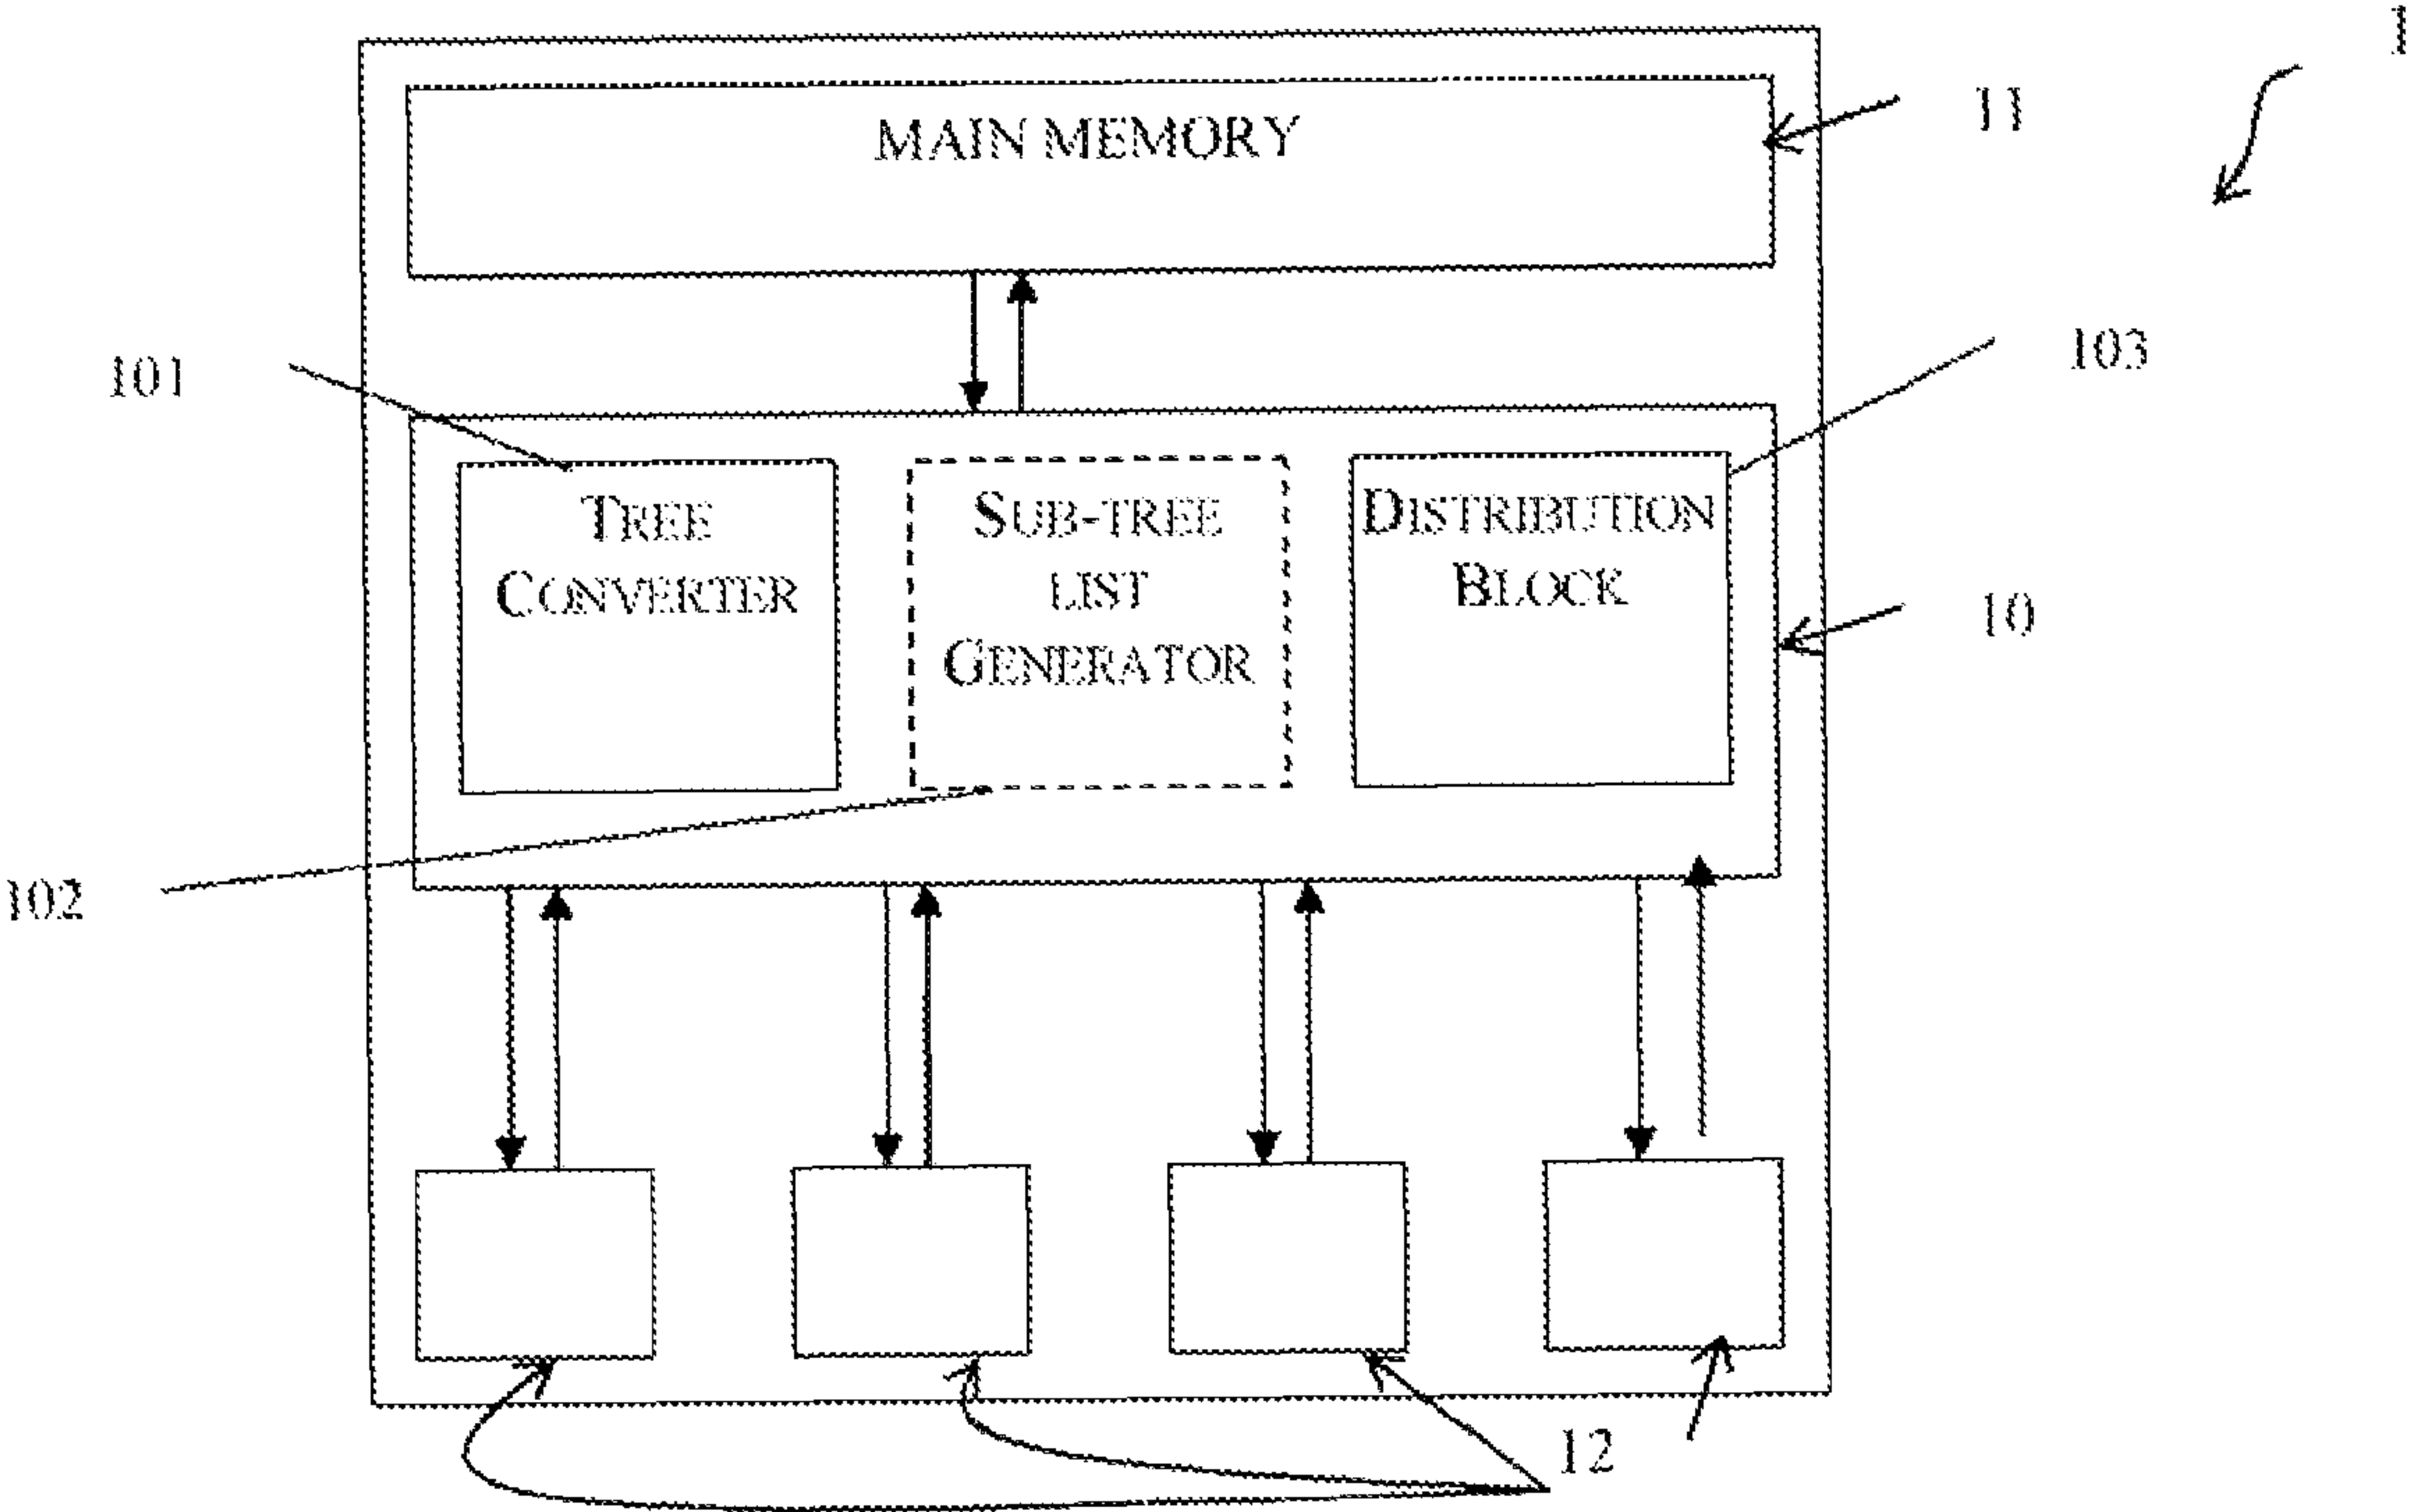 1
MAIN MEMORY
11
101
103
TREE
CONVERTER
SUB-TREE
LIST
GENERATOR
DISTRIBUTION
BLOCK
10
102
12